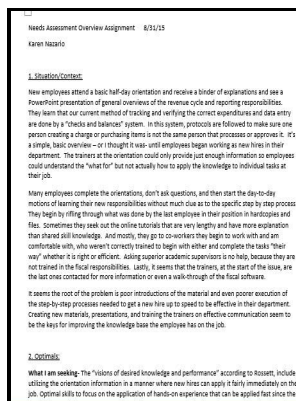 Needs Assessment Overview Assignment 8/31/15
Karen Nazario
1. Situation/Context:
New employees attend a basic half-day orientation and receive a binder of explanations and see a
PowerPoint presentation of general overviews of the revenue cycle and reporting responsibilities.
They learn that our current method of tracking and verifying the correct expenditures and data entry
are done by a "checks and balances" system. In this system, protocols are followed to make sure one
person creating a charge or purchasing items is not the same person that processes or approves it. It's
a simple, basic overview – or I thought it was- until employees began working as new hires in their
department. The trainers at the orientation could only provide just enough information so employees
could understand the "what for" but not actually how to apply the knowledge to individual tasks at
their job.
Many employees complete the orientations, don't ask questions, and then start the day-to-day
motions of learning their new responsibilities without much clue as to the specific step by step process
They begin by rifling through what was done by the last employee in their position in hardcopies and
files. Sometimes they seek out the online tutorials that are very lengthy and have more explanation
than shared skill knowledge. And mostly, they go to co-workers they begin to work with and am
comfortable with, who weren't correctly trained to begin with either and complete the tasks "their
way" whether it is right or efficient. Asking superior academic supervisors is no help, because they are
not trained in the fiscal responsibilities. Lastly, it seems that the trainers, at the start of the issue, are
the last ones contacted for more information or even a walk-through of the fiscal software.
It seems the root of the problem is poor introductions of the material and even poorer execution of
the step-by-step processes needed to get a new hire up to speed to be effective in their department.
Creating new materials, presentations, and training the trainers on effective communication seem to
be the keys for improving the knowledge base the employee has on the job.
2. Optimals:
What I am seeking- The "visions of desired knowledge and performance" according to Rossett, include
utilizing the orientation information in a manner where new hires can apply it fairly immediately on the
job. Optimal skills to focus on the application of hands-on experience that can be applied fast since the